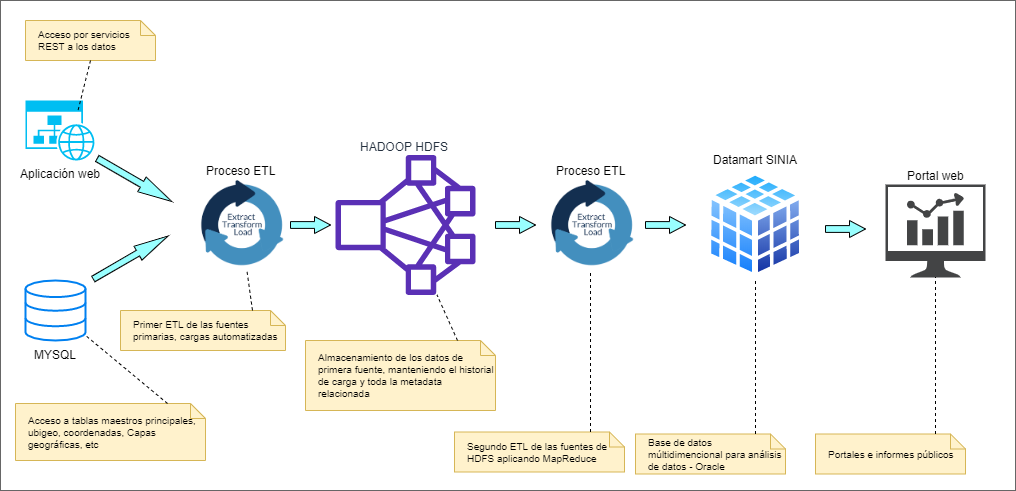 Acceso por servicios
REST a los datos
Aplicación web
MYSQL
Acceso a tablas maestros principales,
ubigeo, coordenadas, Capas
geográficas, etc
Proceso ETL
Extract
Transform
Load
Primer ETL de las fuentes
primarias, cargas automatizadas
HADOOP HDFS
Almacenamiento de los datos de
primera fuente, manteniendo el historial
de carga y toda la metadata
relacionada
Proceso ETL
Extract
Transform
Load
Segundo ETL de las fuentes de
HDFS aplicando MapReduce
Datamart SINIA
Base de datos
múltidimencional para análisis
de datos - Oracle
Portal web
Portales e informes públicos